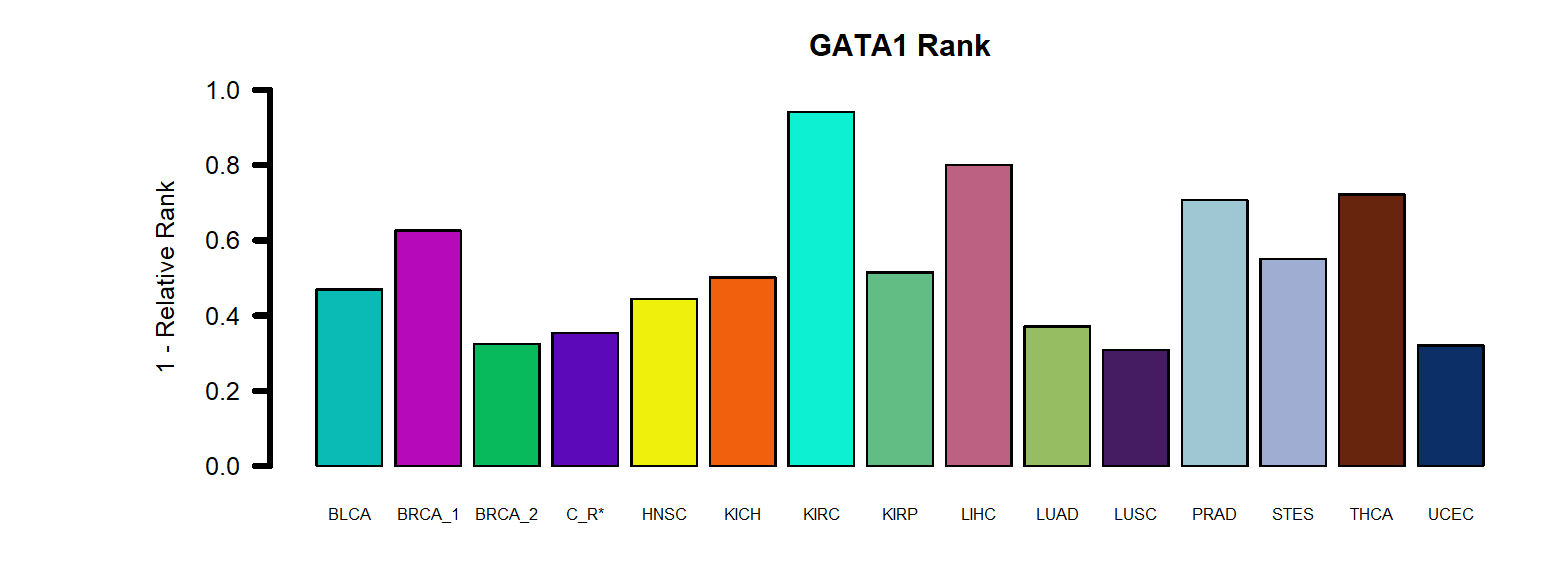 GATA1 Rank
1 - Relative Rank
1.0
0.8
0.6
0.4
0.2
0.0
BLCA BRCA_1 BRCA_2 C_R* HNSC KICH KIRC KIRP LIHC LUAD LUSC PRAD STES THCA UCEC